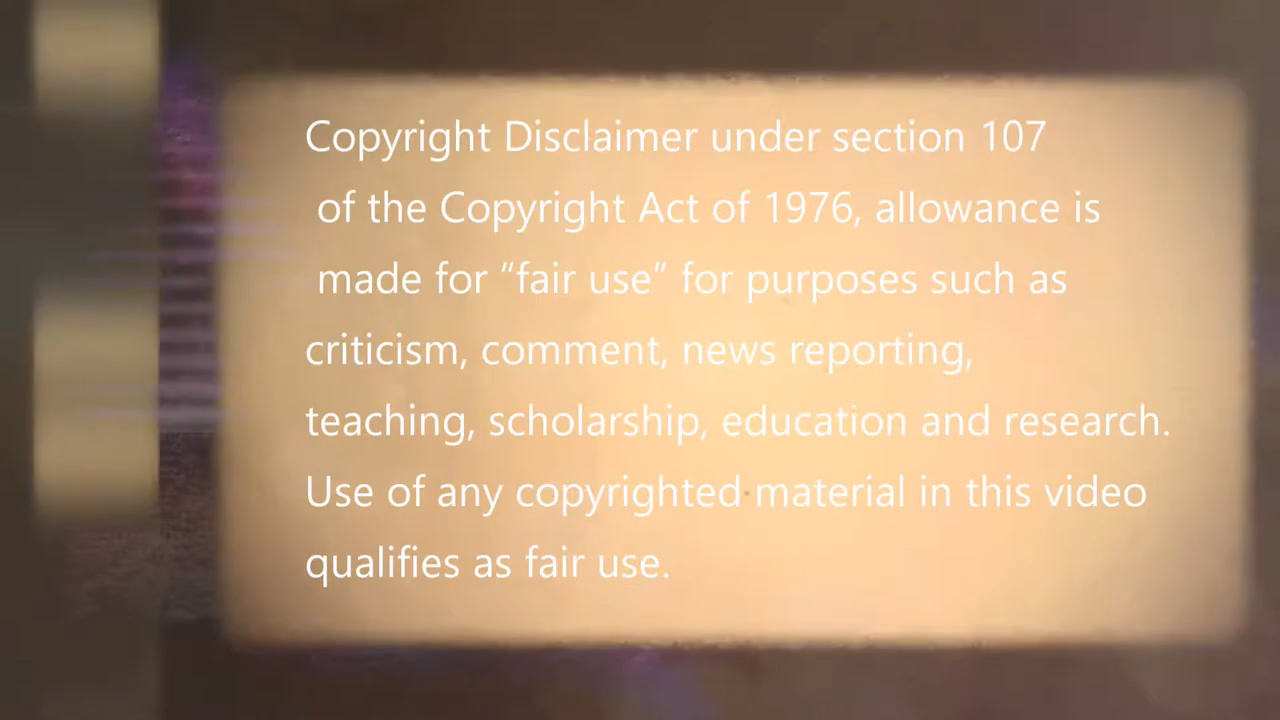 Copyright Disclaimer under section 107
of the Copyright Act of 1976, allowance is
made for “fair use” for purposes such as
criticism, comment, news reporting,
teaching, scholarship, education and research.
Use of any copyrighted material in this video
qualifies as fair use.